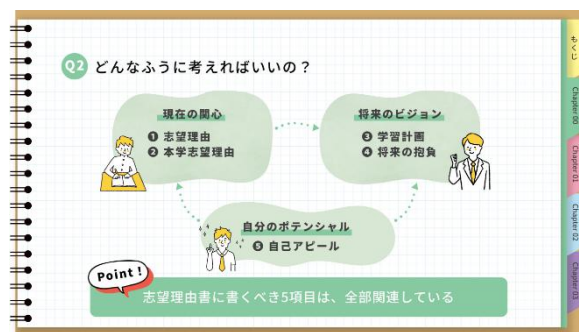 Q2 どんなふうに考えればいいの？
現在の関心
❶ 志望理由
❷ 本学志望理由
将来のビジョン
❸ 学習計画
❹ 将来の抱負
自分のポテンシャル
❺ 自己アピール
Point！
志望理由書に書くべき5項目は、全部関連している
もくじ
Chapter 00
Chapter 01
Chapter 02
Chapter 03